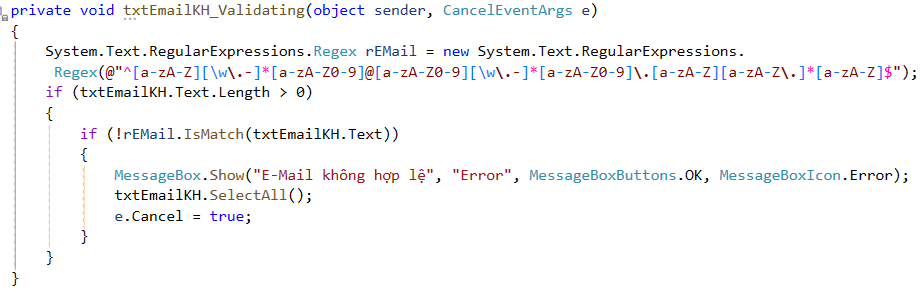 private void txtEmailKH_Validating(object sender, CancelEventArgs e)
{
System.Text.RegularExpressions.Regex rEMail = new System.Text.RegularExpressions.
Regex(@"^[a-zA-Z][\w\.-]*[a-zA-Z0-9]@[a-zA-Z0-9][\w\.-]*[a-zA-Z0-9]\.[a-zA-Z][a-zA-Z\.]*[a-zA-Z]$");
if (txtEmailKH.Text.Length > 0)
{
if (!rEMail.IsMatch(txtEmailKH.Text))
{
MessageBox.Show("E-Mail không hợp lệ", "Error", MessageBoxButtons.OK, MessageBoxIcon.Error);
txtEmailKH.SelectAll();
e.Cancel = true;
}
}
}